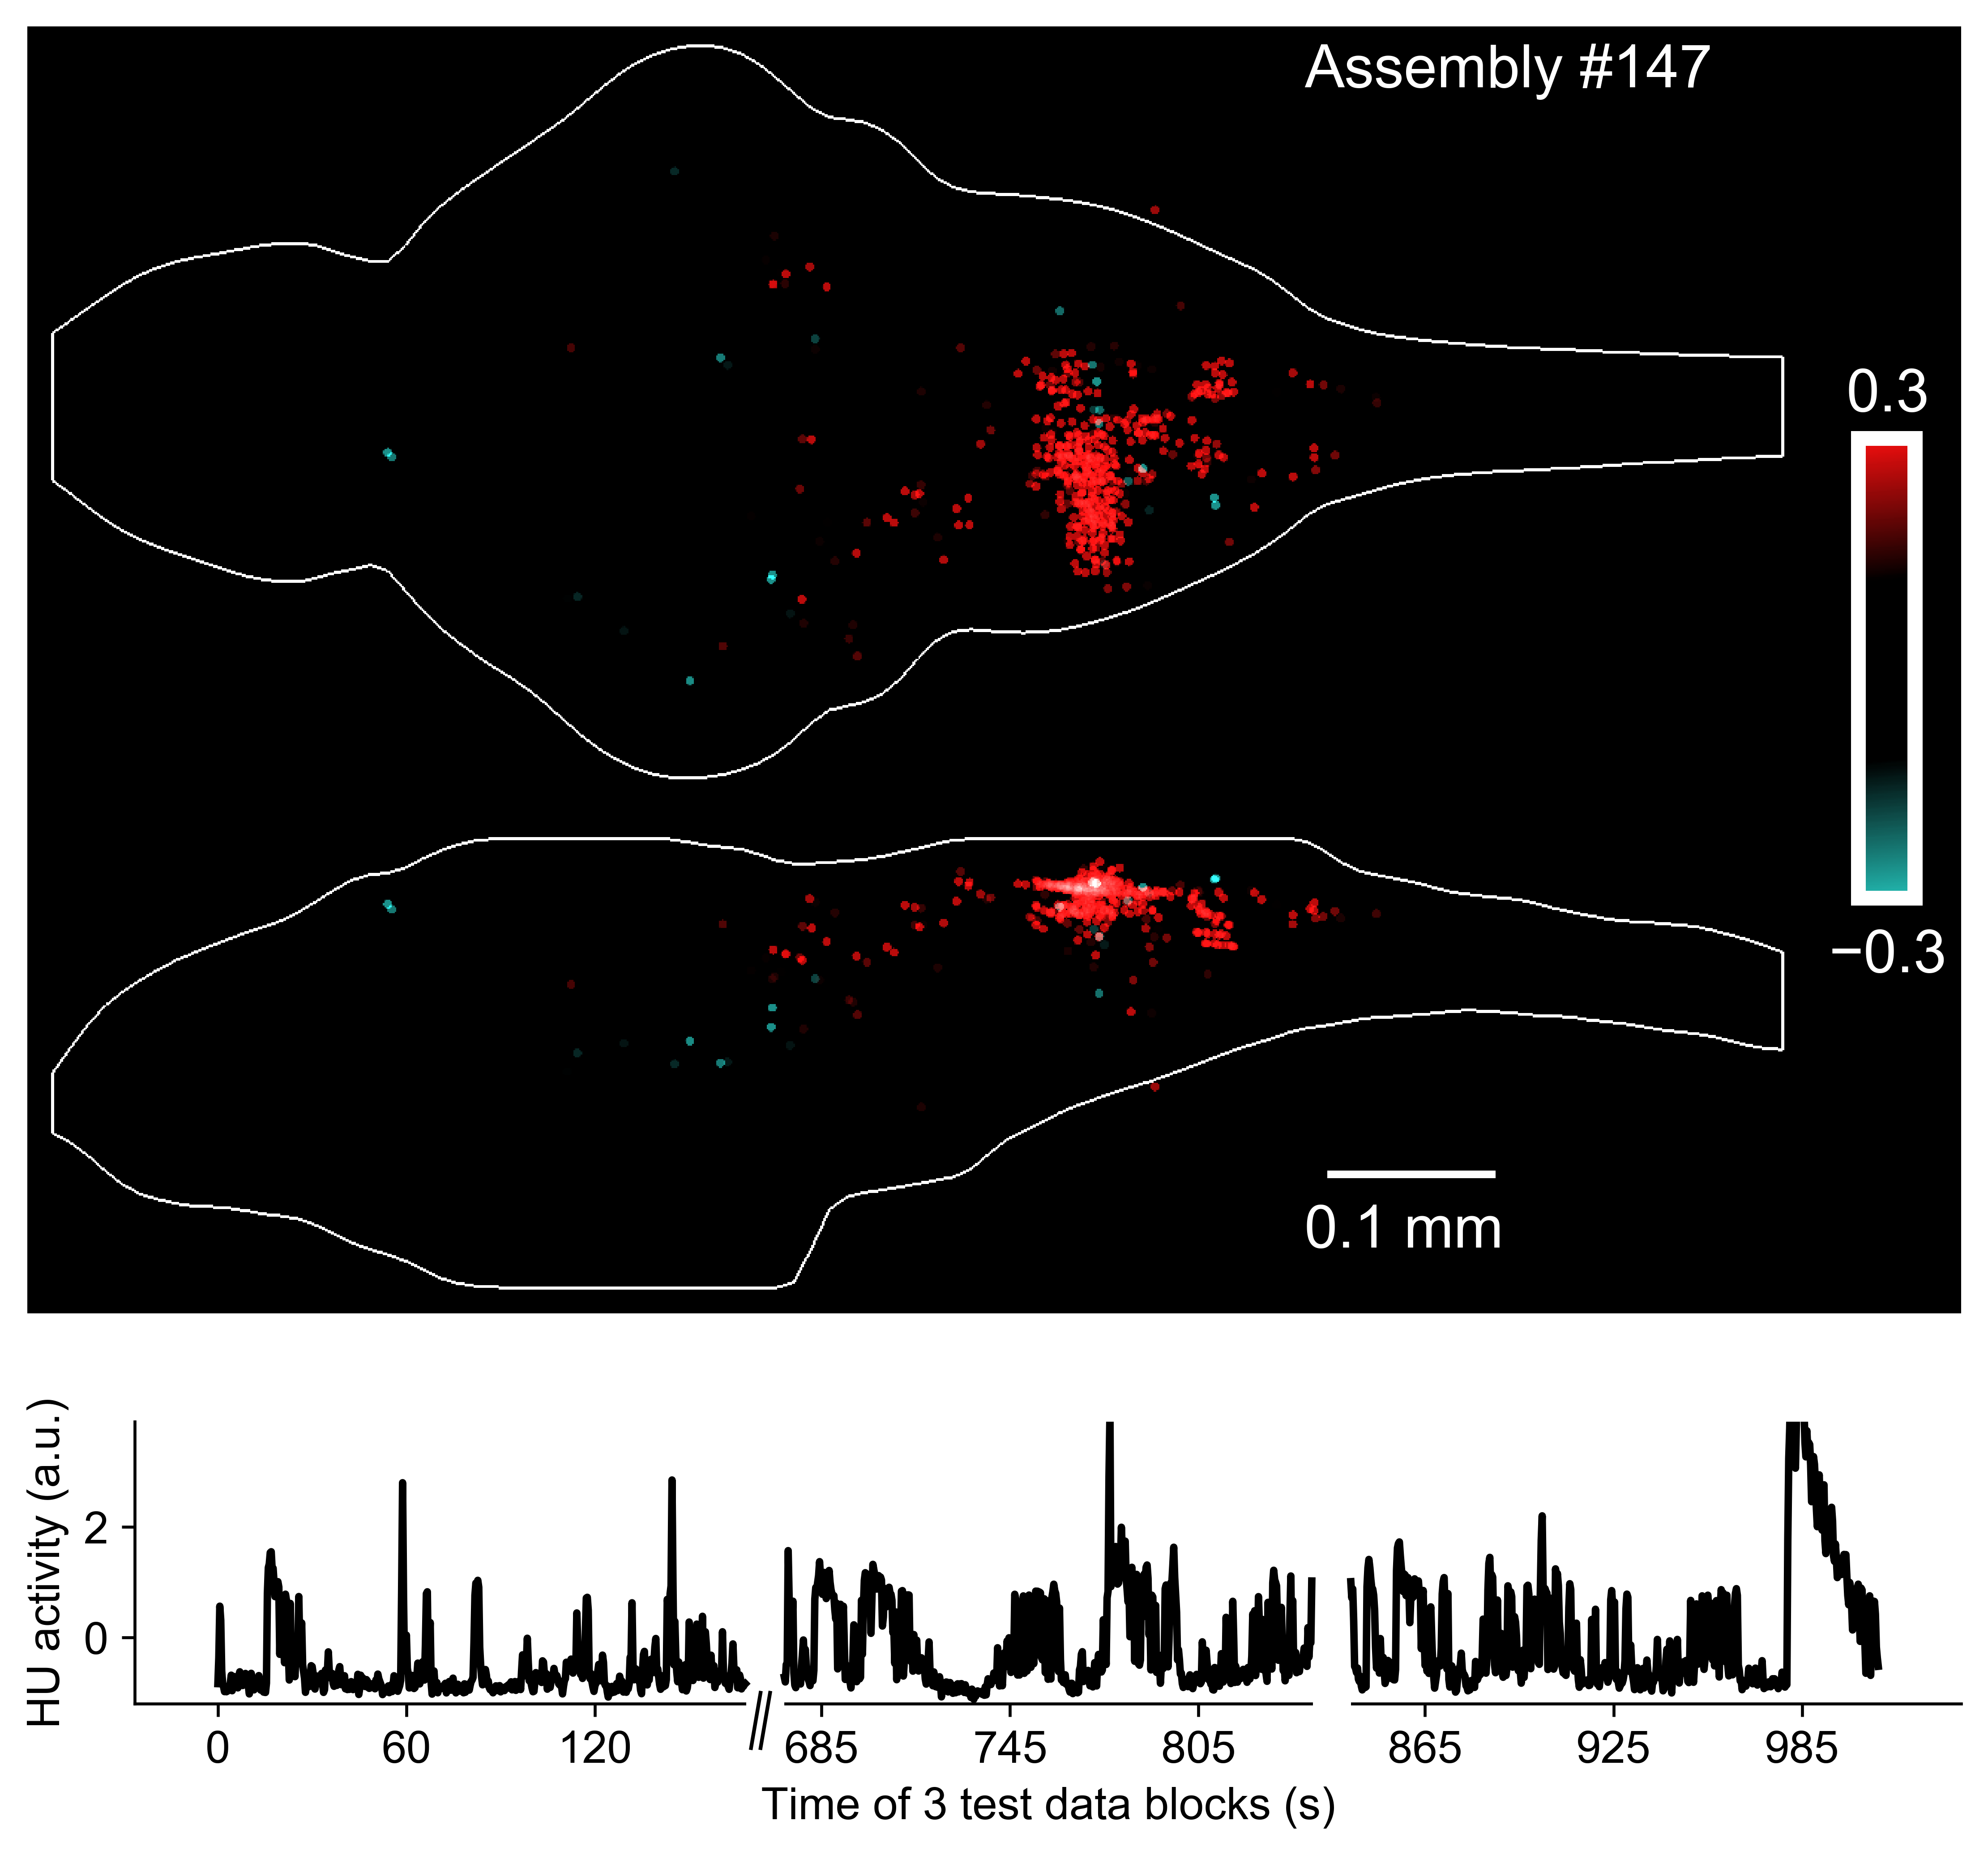 Assembly #147
0.3
−0.3
0.1 mm
HU activity (a.u.)
2
0
0 60 120 685 745 805 865 925 985
Time of 3 test data blocks (s)